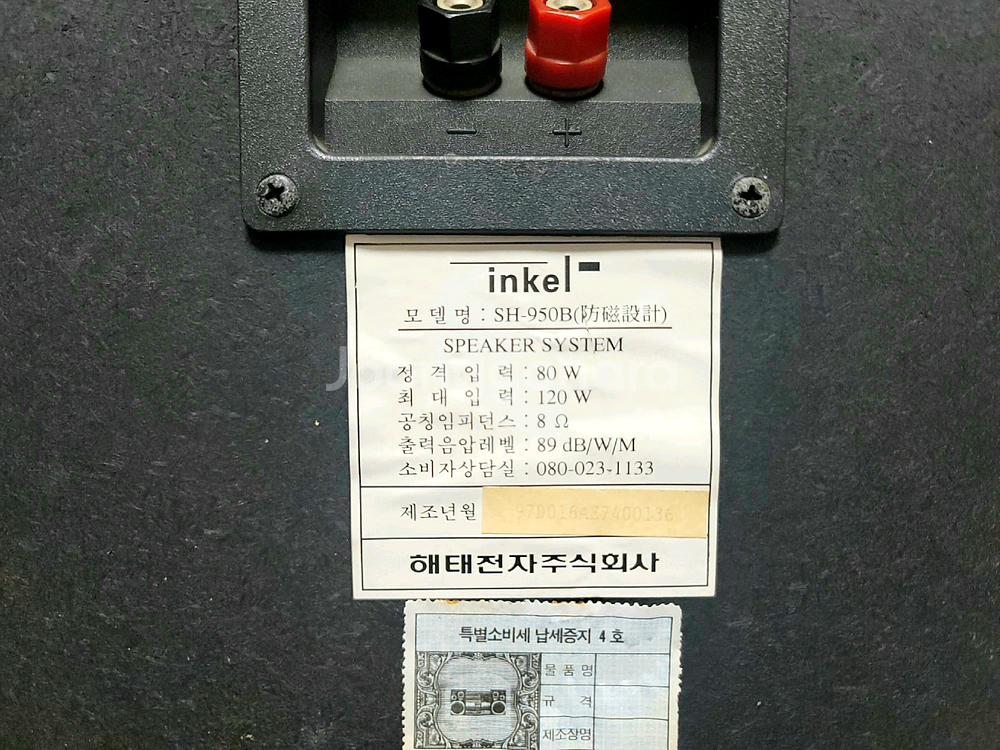 − +
inkel
모델명 : SH-950B(防磁設計)
SPEAKER SYSTEM
정격입력 : 80 W
최대입력 : 120 W
공칭임피던스 : 8 Ω
출력음압레벨 : 89 dB/W/M
소비자상담실 : 080-023-1133
제조년월
해태전자주식회사
특별소비세 납세증지 4호
물품명
규격
제조장명